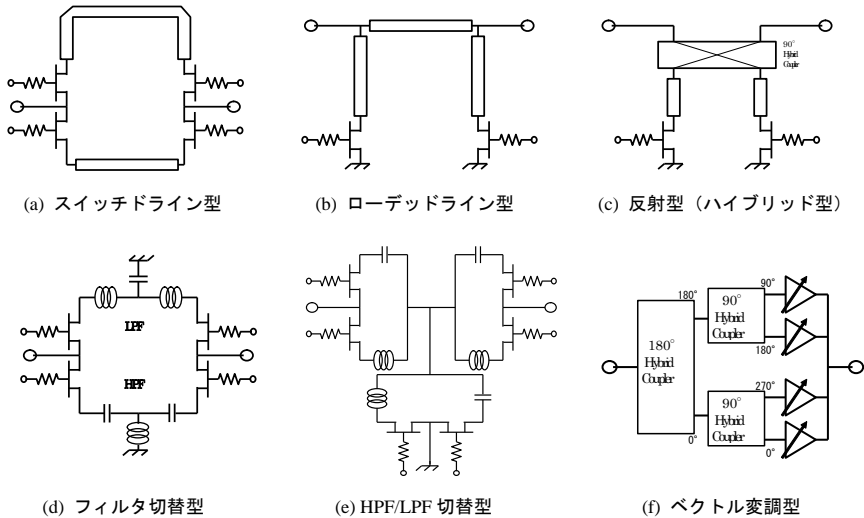 90°
Hybrid
Coupler
(a) スイッチドライン型
(b) ローデッドライン型
(c) 反射型（ハイブリッド型）
LPF
HPF
180°
Hybrid
Coupler
180°
0°
90°
Hybrid
Coupler
90°
180°
90°
Hybrid
Coupler
270°
0°
(d) フィルタ切替型
(e) HPF/LPF 切替型
(f) ベクトル変調型